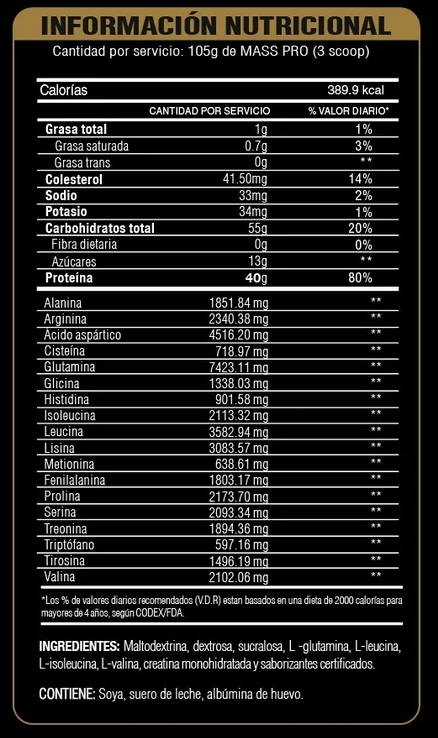 INFORMACIÓN NUTRICIONAL
Cantidad por servicio: 105g de MASS PRO (3 scoop)
Calorías 389.9 kcal
CANTIDAD POR SERVICIO % VALOR DIARIO*
Grasa total 1g 1%
Grasa saturada 0.7g 3%
Grasa trans 0g **
Colesterol 41.50mg 14%
Sodio 33mg 2%
Potasio 34mg 1%
Carbohidratos total 55g 20%
Fibra dietaria 0g 0%
Azúcares 13g **
Proteína 40g 80%
Alanina 1851.84 mg **
Arginina 2340.38 mg **
Ácido aspártico 4516.20 mg **
Cisteína 718.97 mg **
Glutamina 7423.11 mg **
Glicina 1338.03 mg **
Histidina 901.58 mg **
Isoleucina 2113.32 mg **
Leucina 3582.94 mg **
Lisina 3083.57 mg **
Metionina 638.61 mg **
Fenilalanina 1803.17 mg **
Prolina 2173.70 mg **
Serina 2093.34 mg **
Treonina 1894.36 mg **
Triptófano 597.16 mg **
Tirosina 1496.19 mg **
Valina 2102.06 mg **
*Los % de valores diarios recomendados (V.D.R) estan basados en una dieta de 2000 calorías para
mayores de 4 años, según CODEX/FDA.
INGREDIENTES: Maltodextrina, dextrosa, sucralosa, L -glutamina, L-leucina,
L-isoleucina, L-valina, creatina monohidratada y saborizantes certificados.
CONTIENE: Soya, suero de leche, albúmina de huevo.